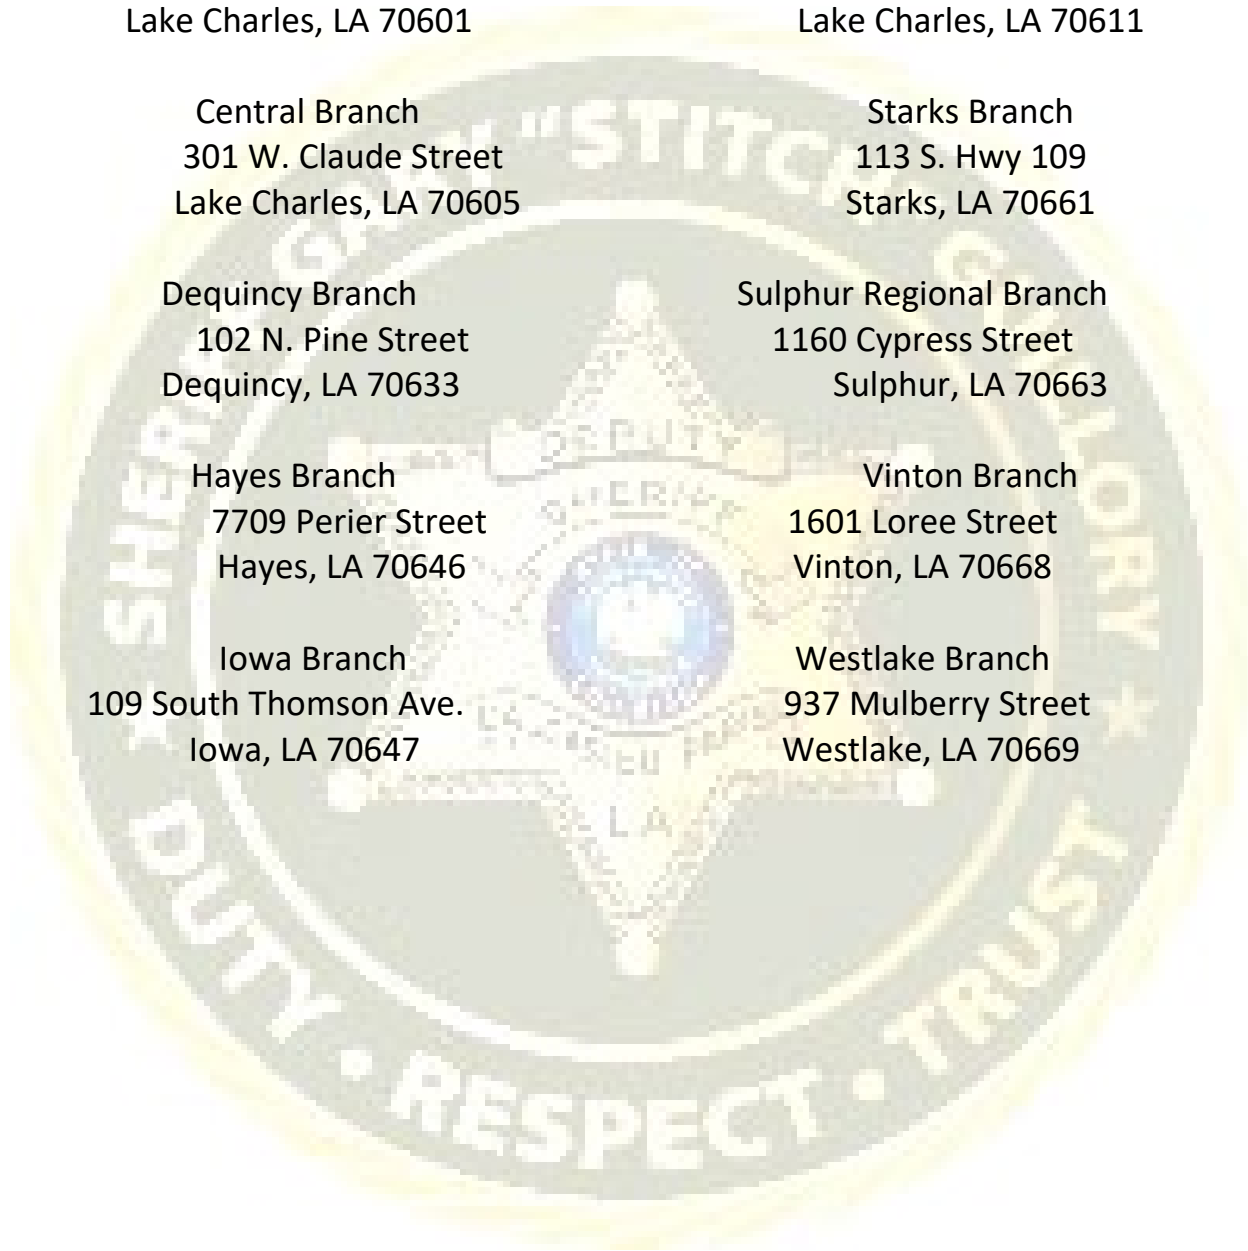 Lake Charles, LA 70601
Lake Charles, LA 70611
Central Branch
301 W. Claude Street
Lake Charles, LA 70605
Starks Branch
113 S. Hwy 109
Starks, LA 70661
Dequincy Branch
102 N. Pine Street
Dequincy, LA 70633
Sulphur Regional Branch
1160 Cypress Street
Sulphur, LA 70663
Hayes Branch
7709 Perier Street
Hayes, LA 70646
Vinton Branch
1601 Loree Street
Vinton, LA 70668
Iowa Branch
109 South Thomson Ave.
Iowa, LA 70647
Westlake Branch
937 Mulberry Street
Westlake, LA 70669
DEPUTY
SHERIFF
LA
DUTY • RESPECT • TRUST